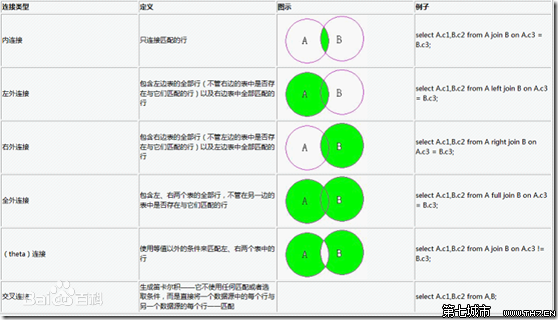 连接类型 定义 图示 例子
内连接 只连接匹配的行 A B select A.c1,B.c2 from A join B on A.c3 =
B.c3;
左外连接 包含左边表的全部行（不管右边的表中是否存
在与它们匹配的行）以及右边表中全部匹配的
行 A B select A.c1,B.c2 from A left join B on A.c3
= B.c3;
右外连接 包含右边表的全部行（不管左边的表中是否存
在与它们匹配的行）以及左边表中全部匹配的
行 A B select A.c1,B.c2 from A right join B on
A.c3 = B.c3;
全外连接 包含左、右两个表的全部行，不管在另一边的
表中是否存在与它们匹配的行 A B select A.c1,B.c2 from A full join B on A.c3
= B.c3;
（theta）连接 使用等值以外的条件来匹配左、右两个表中的
行 A B select A.c1,B.c2 from A join B on A.c3 !=
B.c3;
交叉连接 生成笛卡尔积——它不使用任何匹配或者选
取条件，而是直接将一个数据源中的每个行与
另一个数据源的每个行一一匹配 select A.c1,B.c2 from A,B;
Bai 百科
第七城市
WWW.TH7.CN